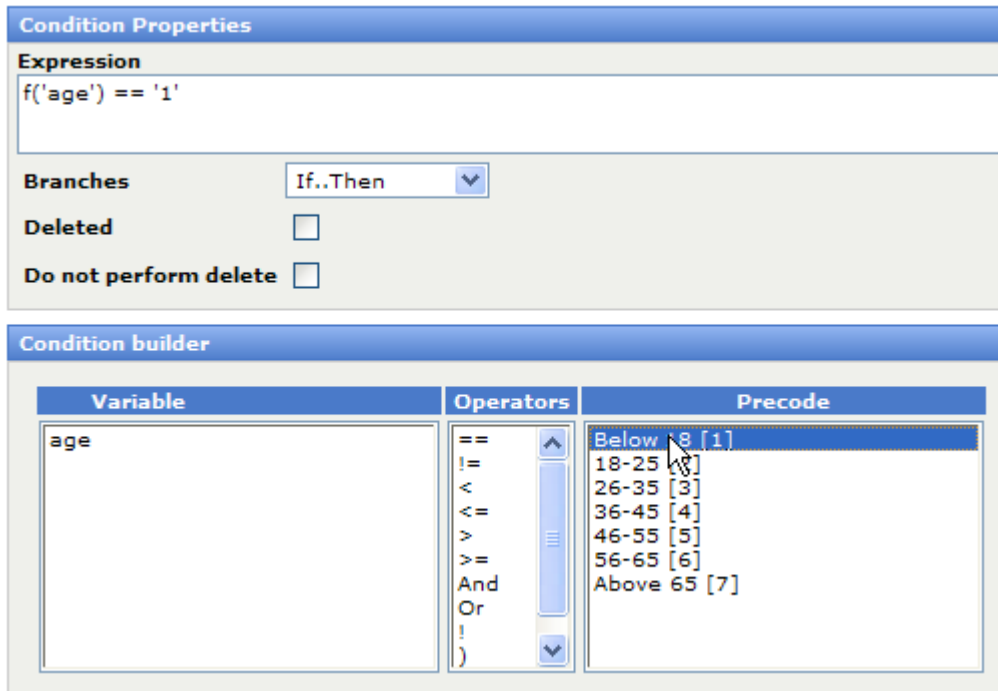 Condition Properties
Expression
f('age') == '1'
Branches If..Then
Deleted
Do not perform delete
Condition builder
Variable Operators Precode
age == Below 18 [1]
!= 18-25
< 26-35 [3]
<= 36-45 [4]
> 46-55 [5]
>= 56-65 [6]
And Above 65 [7]
Or
!
)